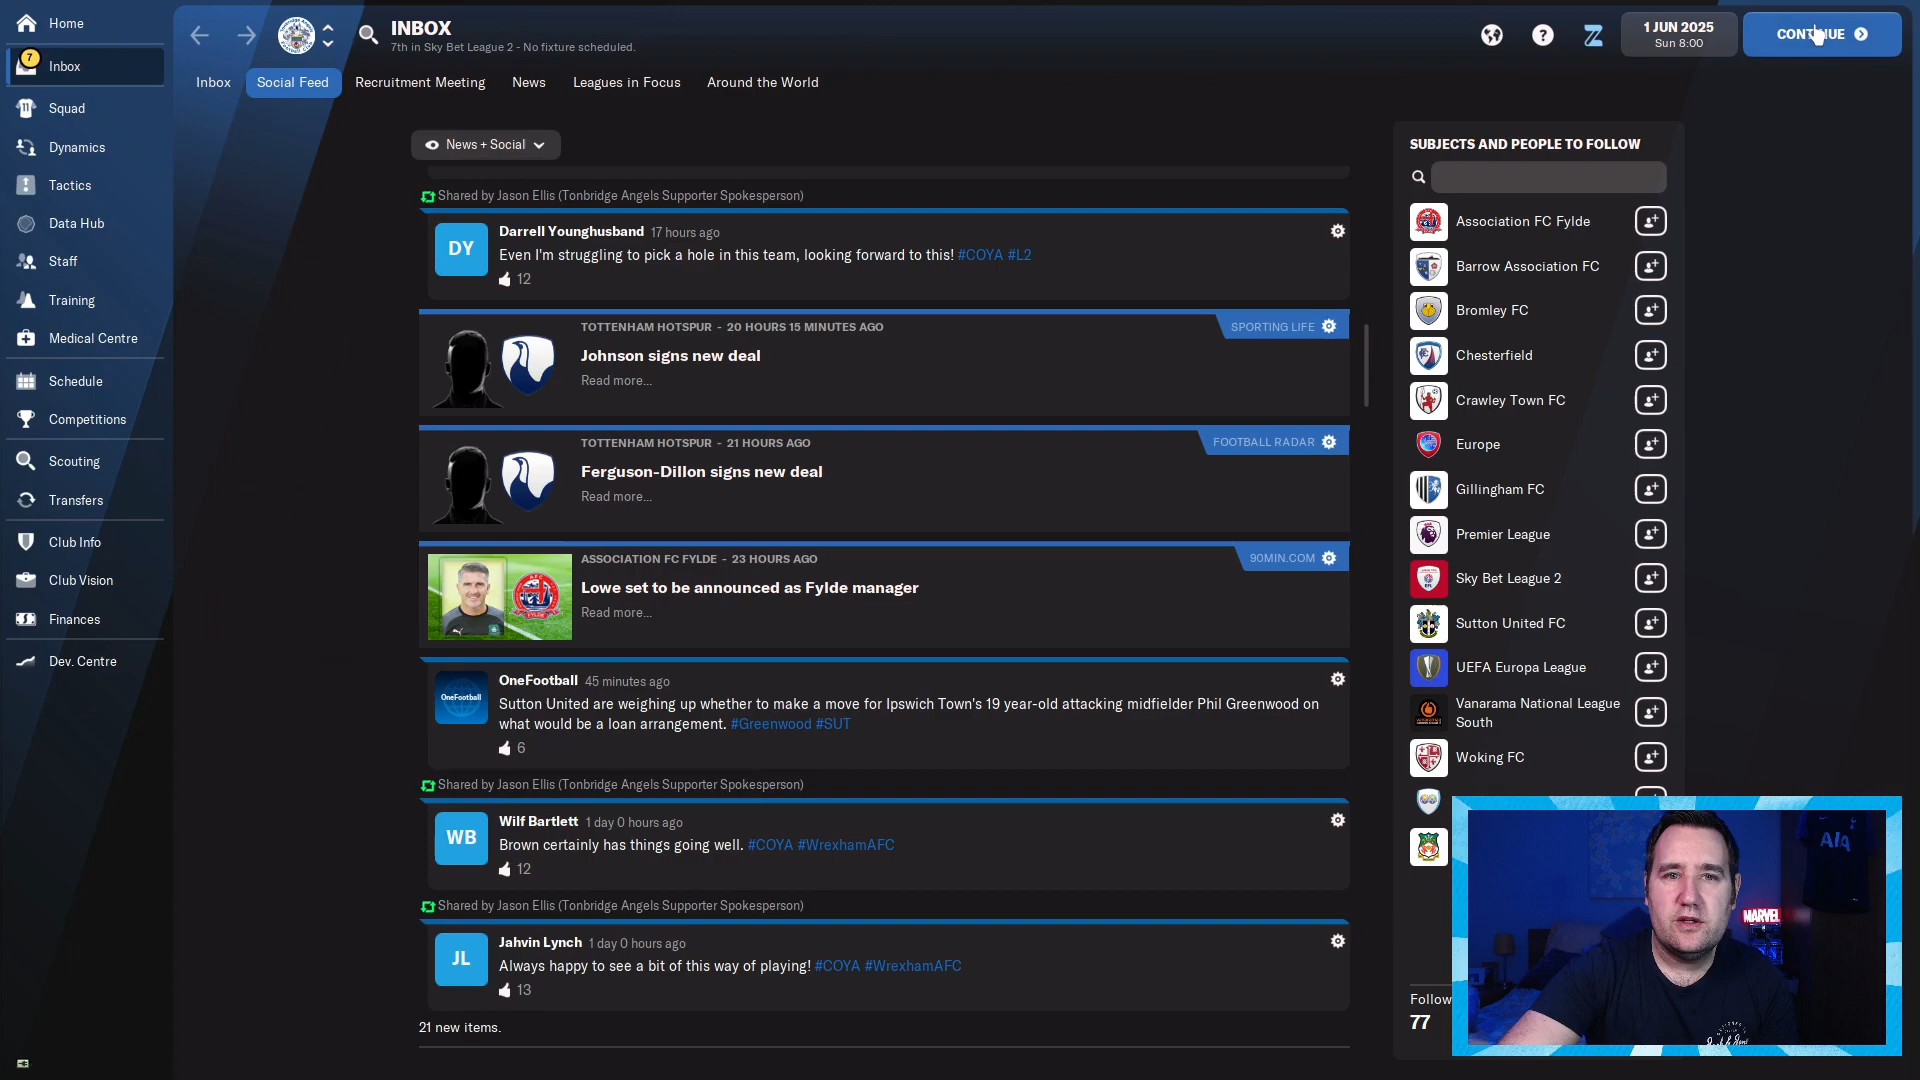 Home
7
Inbox
Squad
Dynamics
Tactics
Data Hub
Staff
Training
Medical Centre
Schedule
Competitions
Scouting
Transfers
Club Info
Club Vision
Finances
Dev. Centre
INBOX
7th in Sky Bet League 2 - No fixture scheduled.
1 JUN 2025
Sun 8:00
CONTINUE
Inbox
Social Feed
Recruitment Meeting
News
Leagues in Focus
Around the World
News + Social
Shared by Jason Ellis (Tonbridge Angels Supporter Spokesperson)
DY
Darrell Younghusband 17 hours ago
Even I'm struggling to pick a hole in this team, looking forward to this! #COYA #L2
12
TOTTENHAM HOTSPUR - 20 HOURS 15 MINUTES AGO
SPORTING LIFE
Johnson signs new deal
Read more...
TOTTENHAM HOTSPUR - 21 HOURS AGO
FOOTBALL RADAR
Ferguson-Dillon signs new deal
Read more...
ASSOCIATION FC FYLDE - 23 HOURS AGO
90MIN.COM
Lowe set to be announced as Fylde manager
Read more...
OneFootball
OneFootball 45 minutes ago
Sutton United are weighing up whether to make a move for Ipswich Town's 19 year-old attacking midfielder Phil Greenwood on
what would be a loan arrangement. #Greenwood #SUT
6
Shared by Jason Ellis (Tonbridge Angels Supporter Spokesperson)
WB
Wilf Bartlett 1 day 0 hours ago
Brown certainly has things going well. #COYA #WrexhamAFC
12
Shared by Jason Ellis (Tonbridge Angels Supporter Spokesperson)
JL
Jahvin Lynch 1 day 0 hours ago
Always happy to see a bit of this way of playing! #COYA #WrexhamAFC
13
21 new items.
SUBJECTS AND PEOPLE TO FOLLOW
Association FC Fylde
Barrow Association FC
Bromley FC
Chesterfield
Crawley Town FC
Europe
Gillingham FC
Premier League
Sky Bet League 2
Sutton United FC
UEFA Europa League
Vanarama National League
South
Woking FC
Follow
77
AIA
MARVEL